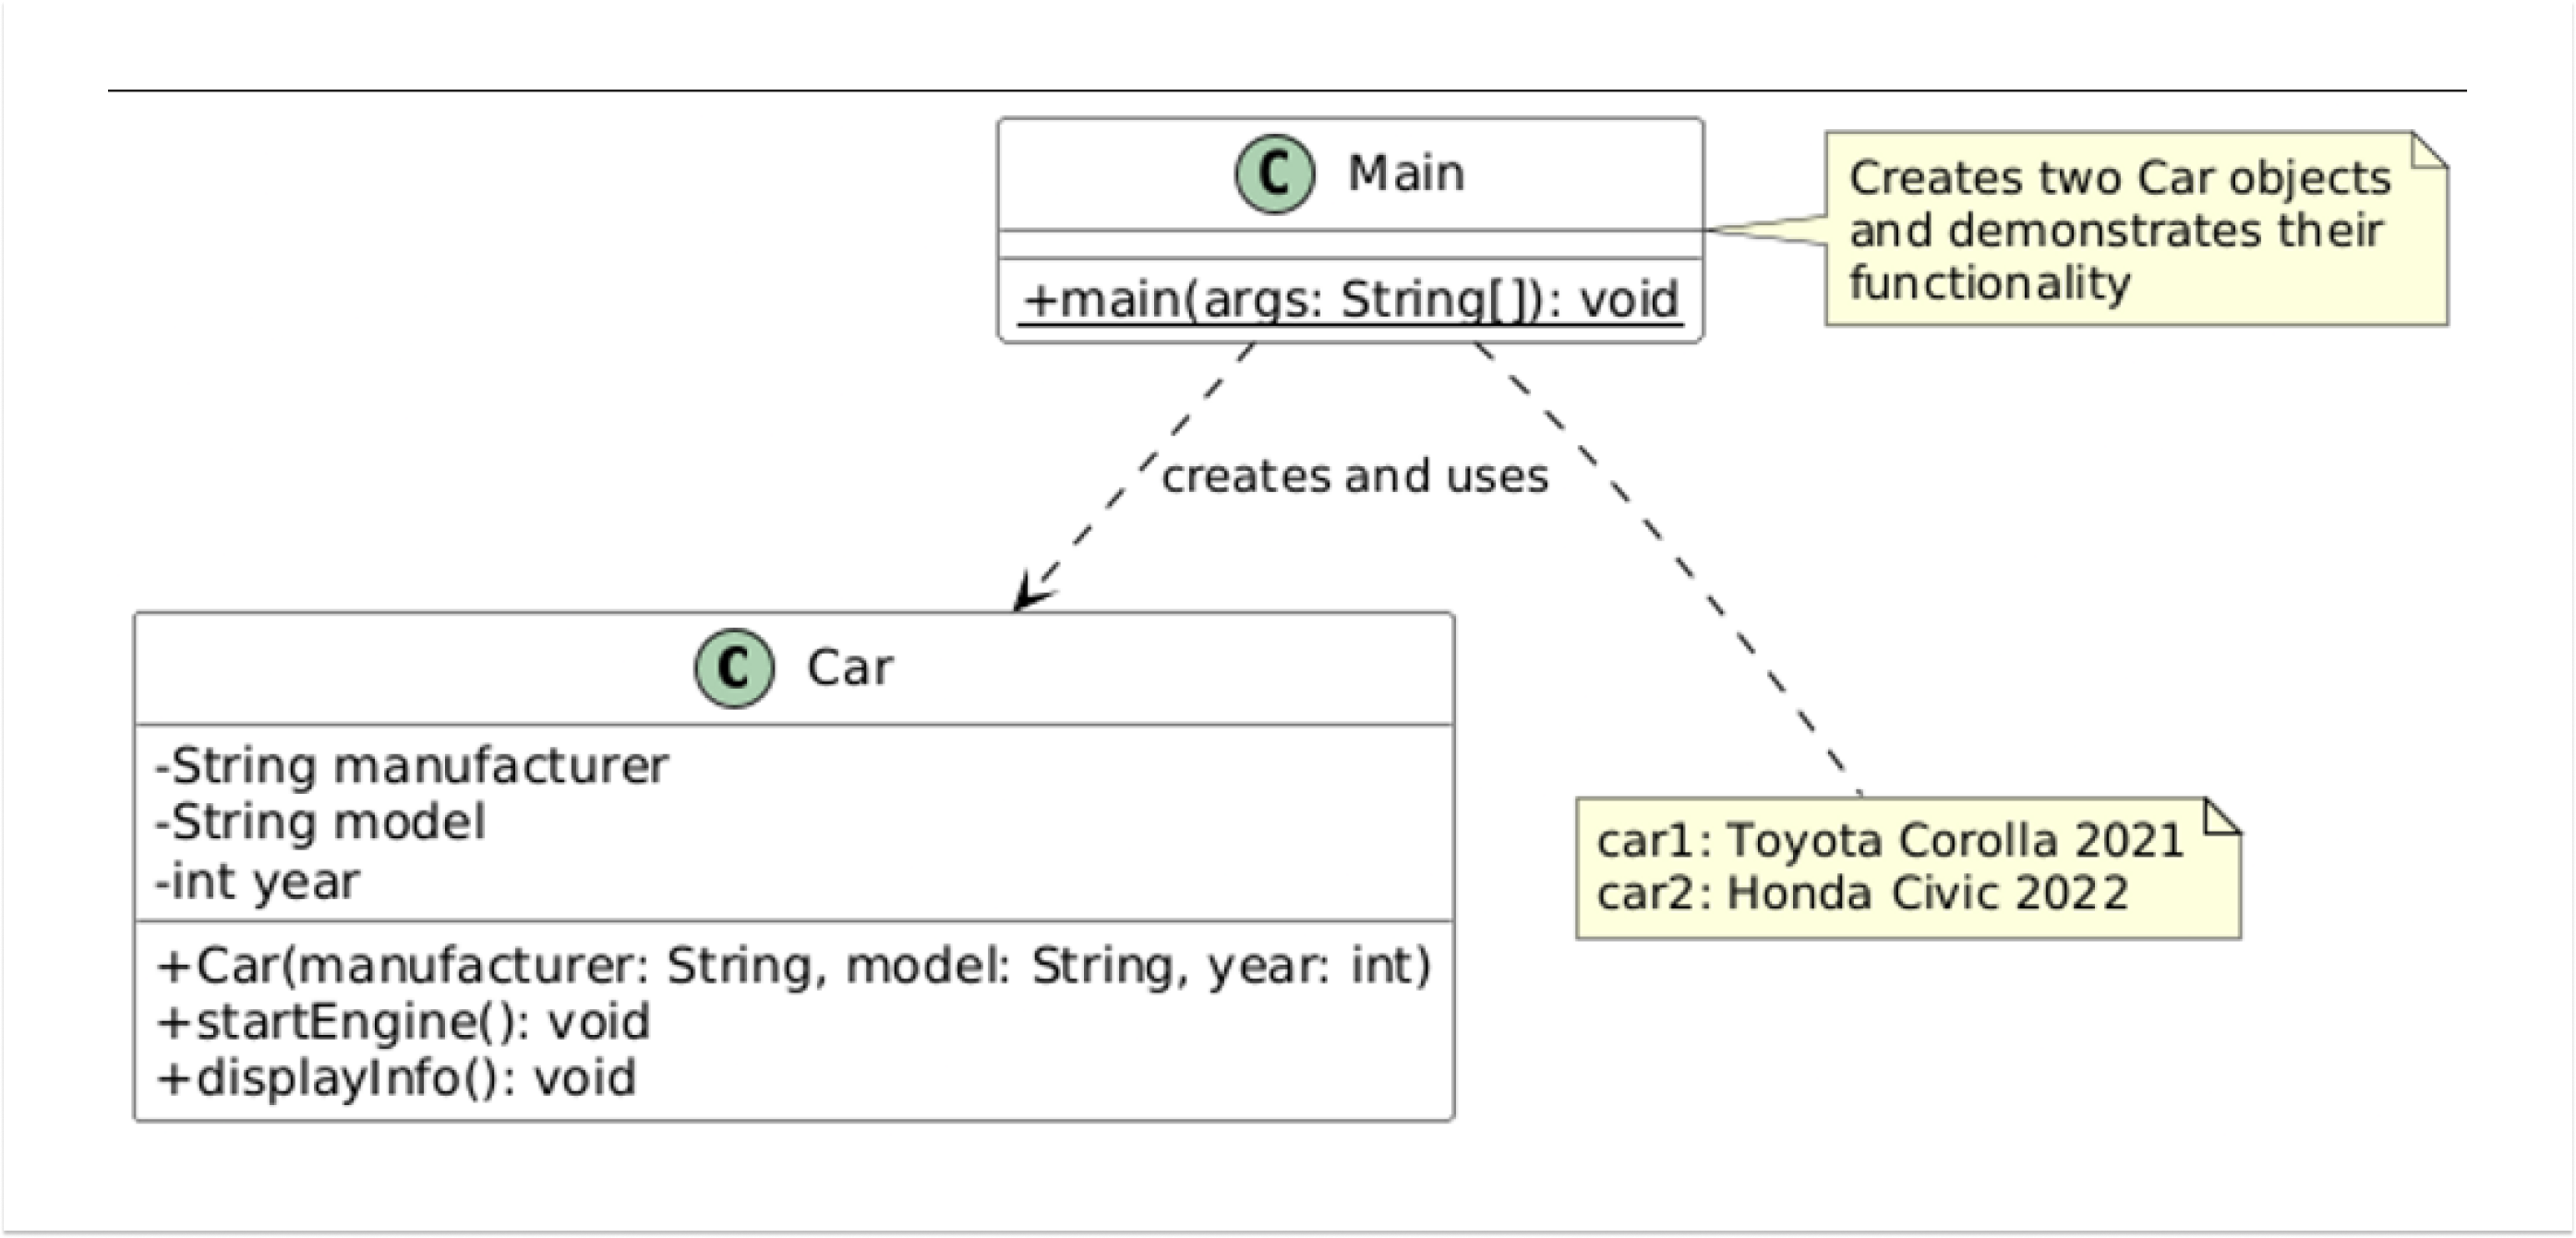 C Main
+main(args: String[]): void
Creates two Car objects
and demonstrates their
functionality
creates and uses
C Car
-String manufacturer
-String model
-int year
+Car(manufacturer: String, model: String, year: int)
+startEngine(): void
+displayInfo(): void
car1: Toyota Corolla 2021
car2: Honda Civic 2022